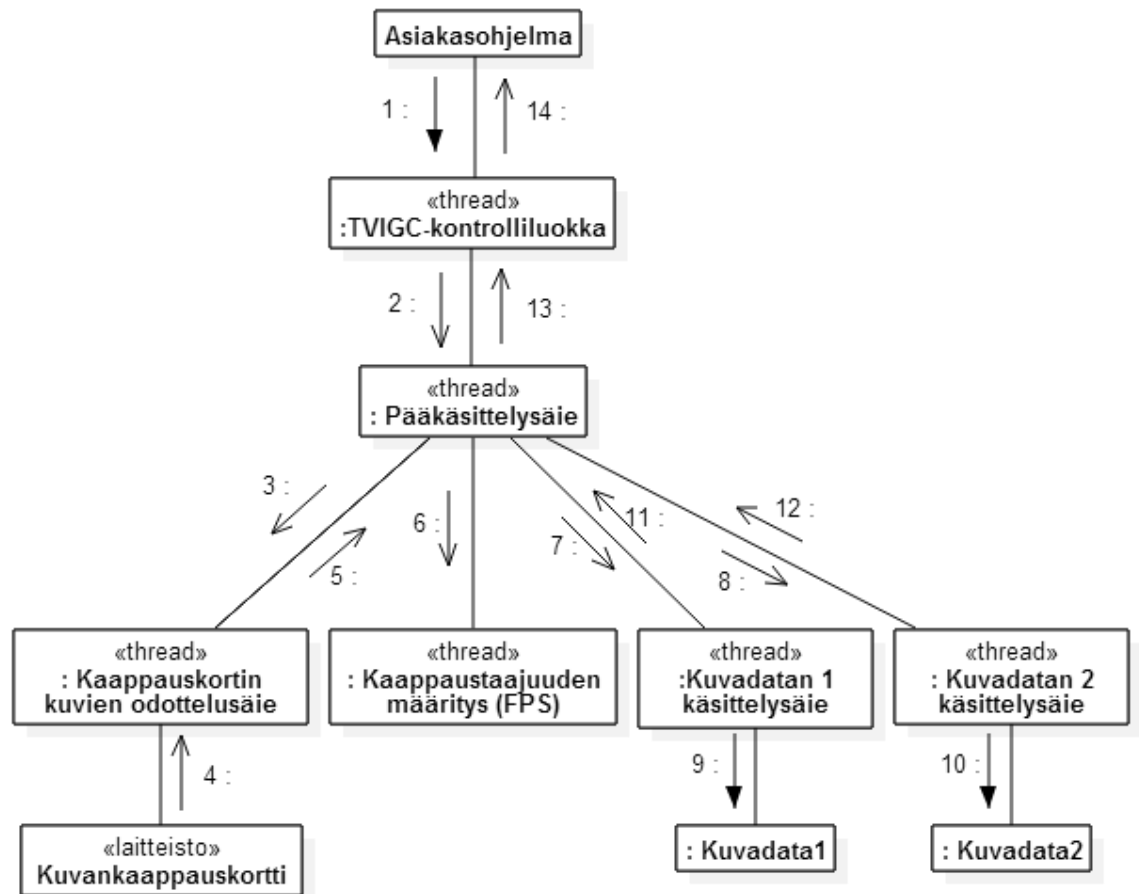 Asiakasohjelma
1 :
14 :
«thread»
:TVIGC-kontrolliluokka
2 :
13 :
«thread»
: Pääkäsittelysäie
3 :
5 :
6 :
7 :
11 :
12 :
8 :
«thread»
: Kaappauskortin
kuvien odottelusäie
«thread»
: Kaappaustaajuuden
määritys (FPS)
«thread»
:Kuvadatan 1
käsittelysäie
«thread»
: Kuvadatan 2
käsittelysäie
4 :
9 :
10 :
«laitteisto»
Kuvankaappauskortti
: Kuvadata1
: Kuvadata2